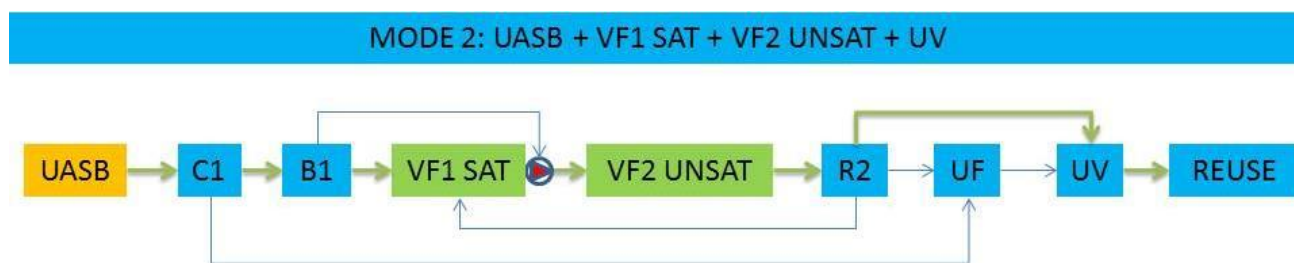 MODE 2: UASB + VF1 SAT + VF2 UNSAT + UV
UASB C1 B1 VF1 SAT VF2 UNSAT R2 UF UV REUSE